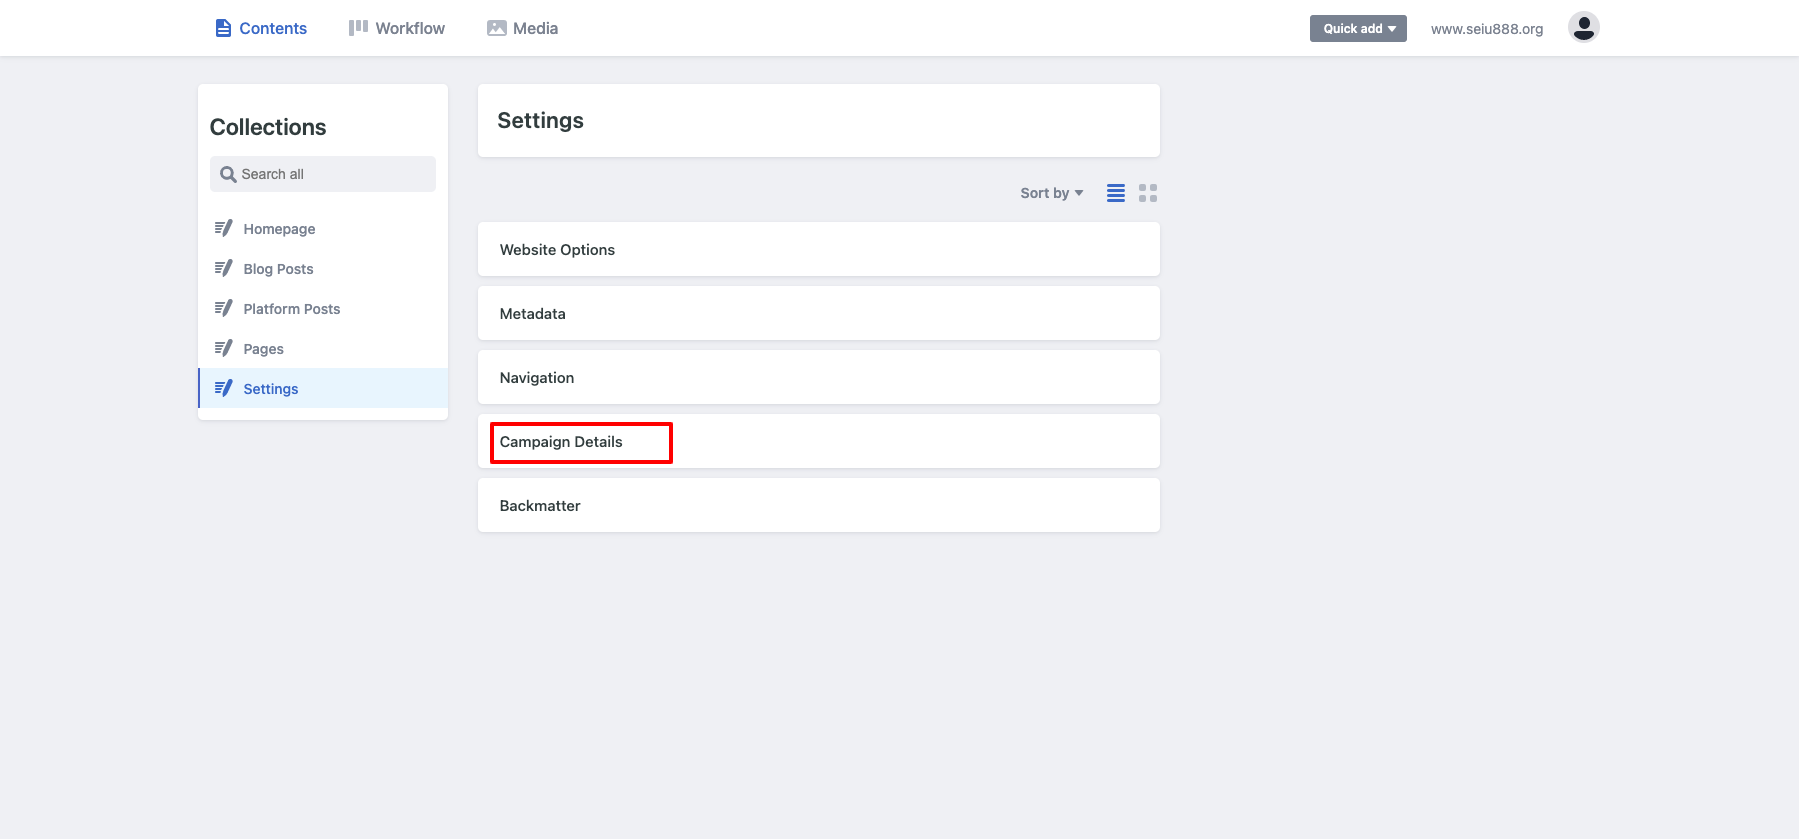 Contents
Workflow
Media
Quick add
www.seiu888.org
Collections
Search all
Homepage
Blog Posts
Platform Posts
Pages
Settings
Settings
Sort by
Website Options
Metadata
Navigation
Campaign Details
Backmatter